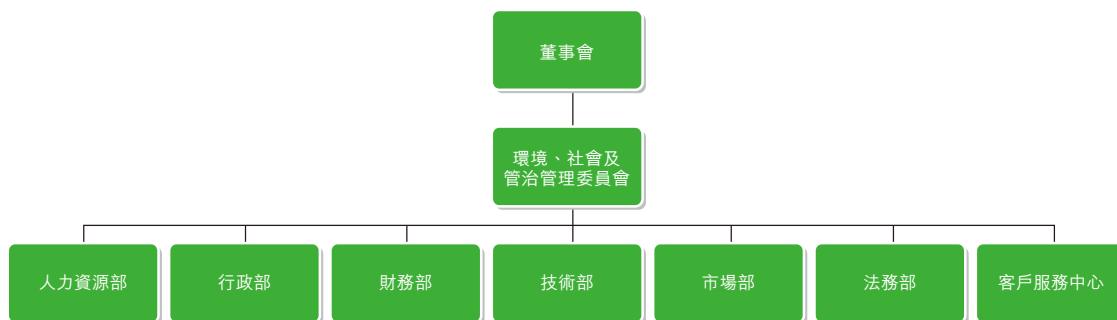 董事會
環境、社會及
管治管理委員會
人力資源部
行政部
財務部
技術部
市場部
法務部
客戶服務中心